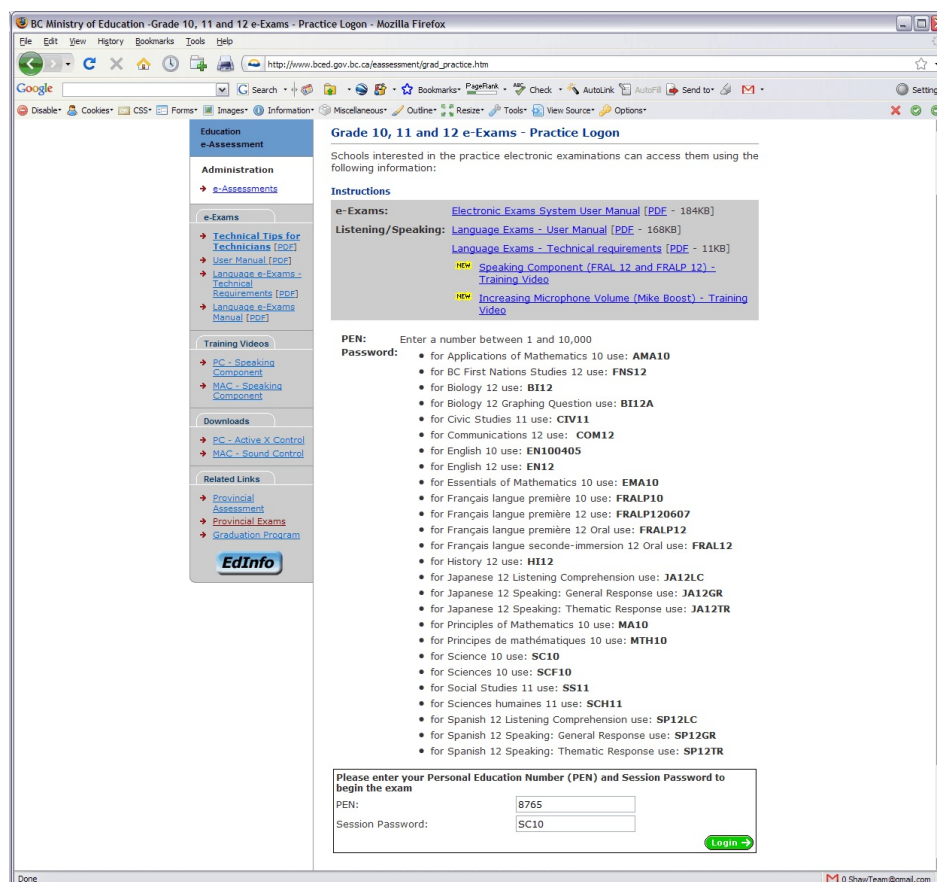 BC Ministry of Education -Grade 10, 11 and 12 e-Exams - Practice Logon - Mozilla Firefox
File Edit View History Bookmarks Tools Help
http://www.bced.gov.bc.ca/eassessment/grad_practice.htm
Google Search Bookmarks PageRank Check AutoLink AutoFill Send to Setting
Disable Cookies CSS Forms Images Information Miscellaneous Outline Resize Tools View Source Options
Education
e-Assessment
Administration
e-Assessments
e-Exams
Technical Tips for
Technicians [PDF]
User Manual [PDF]
Language e-Exams -
Technical
Requirements [PDF]
Language e-Exams
Manual [PDF]
Training Videos
PC - Speaking
Component
MAC - Speaking
Component
Downloads
PC - Active X Control
MAC - Sound Control
Related Links
Provincial
Assessment
Provincial Exams
Graduation Program
EdInfo
Grade 10, 11 and 12 e-Exams - Practice Logon
Schools interested in the practice electronic examinations can access them using the
following information:
Instructions
e-Exams: Electronic Exams System User Manual [PDF - 184KB]
Listening/Speaking: Language Exams - User Manual [PDF - 168KB]
Language Exams - Technical requirements [PDF - 11KB]
NEW Speaking Component (FRAL 12 and FRALP 12) -
Training Video
NEW Increasing Microphone Volume (Mike Boost) - Training
Video
PEN: Enter a number between 1 and 10,000
Password:
• for Applications of Mathematics 10 use: AMA10
• for BC First Nations Studies 12 use: FNS12
• for Biology 12 use: BI12
• for Biology 12 Graphing Question use: BI12A
• for Civic Studies 11 use: CIV11
• for Communications 12 use: COM12
• for English 10 use: EN100405
• for English 12 use: EN12
• for Essentials of Mathematics 10 use: EMA10
• for Français langue première 10 use: FRALP10
• for Français langue première 12 use: FRALP120607
• for Français langue première 12 Oral use: FRALP12
• for Français langue seconde-immersion 12 Oral use: FRAL12
• for History 12 use: HI12
• for Japanese 12 Listening Comprehension use: JA12LC
• for Japanese 12 Speaking: General Response use: JA12GR
• for Japanese 12 Speaking: Thematic Response use: JA12TR
• for Principles of Mathematics 10 use: MA10
• for Principes de mathématiques 10 use: MTH10
• for Science 10 use: SC10
• for Sciences 10 use: SCF10
• for Social Studies 11 use: SS11
• for Sciences humaines 11 use: SCH11
• for Spanish 12 Listening Comprehension use: SP12LC
• for Spanish 12 Speaking: General Response use: SP12GR
• for Spanish 12 Speaking: Thematic Response use: SP12TR
Please enter your Personal Education Number (PEN) and Session Password to
begin the exam
PEN: 8765
Session Password: SC10
Login
Done 0 ShawTeam@gmail.com